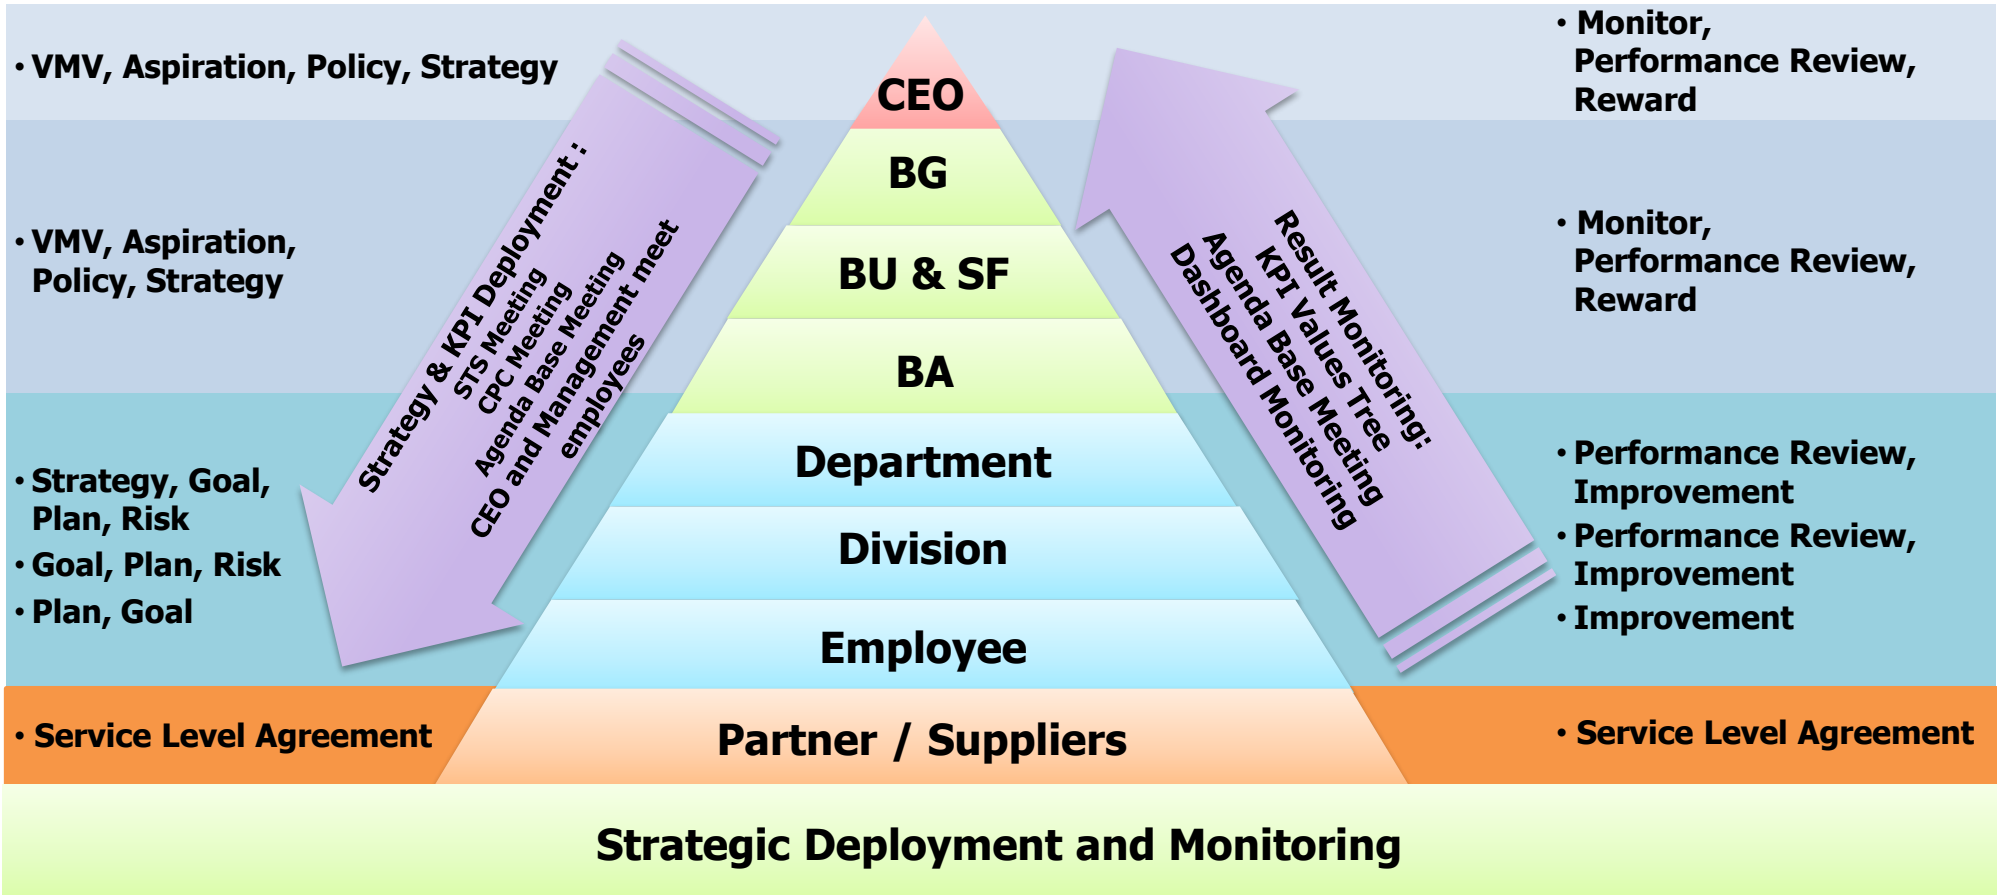 • VMV, Aspiration, Policy, Strategy
• VMV, Aspiration,
Policy, Strategy
• Strategy, Goal,
Plan, Risk
• Goal, Plan, Risk
• Plan, Goal
• Service Level Agreement
Strategy & KPI Deployment :
STS Meeting
CPC Meeting
Agenda Base Meeting
CEO and Management meet
employees
CEO
BG
BU & SF
BA
Department
Division
Employee
Partner / Suppliers
Result Monitoring:
KPI Values Tree
Agenda Base Meeting
Dashboard Monitoring
• Monitor,
Performance Review,
Reward
• Monitor,
Performance Review,
Reward
• Performance Review,
Improvement
• Performance Review,
Improvement
• Improvement
• Service Level Agreement
Strategic Deployment and Monitoring